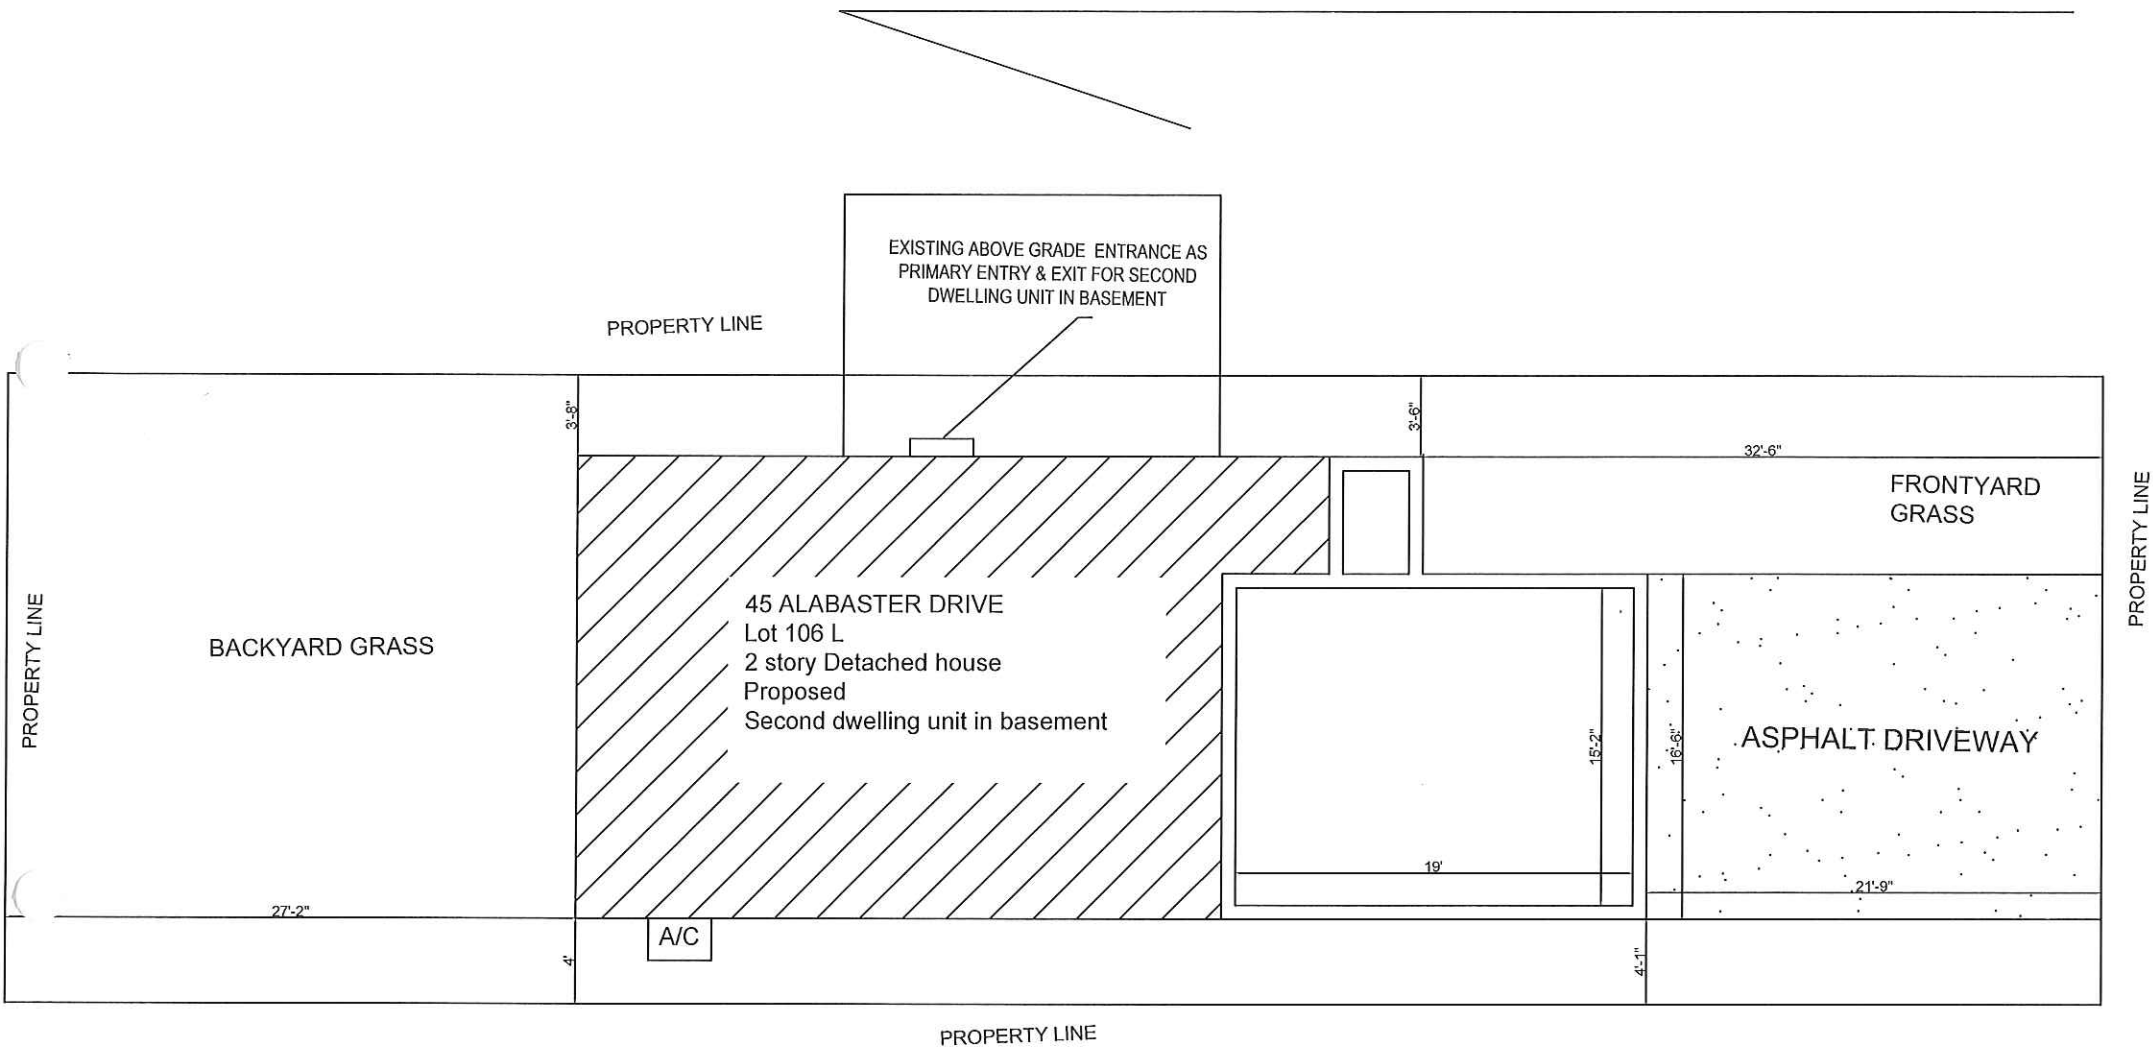 EXISTING ABOVE GRADE ENTRANCE AS
PRIMARY ENTRY & EXIT FOR SECOND
DWELLING UNIT IN BASEMENT
PROPERTY LINE
3'-8"
3'-6"
32'-6"
FRONTYARD
GRASS
PROPERTY LINE
PROPERTY LINE
BACKYARD GRASS
45 ALABASTER DRIVE
Lot 106 L
2 story Detached house
Proposed
Second dwelling unit in basement
15'-2"
16'-6"
ASPHALT DRIVEWAY
19'
21'-9"
27'-2"
A/C
4'
4'-1"
PROPERTY LINE